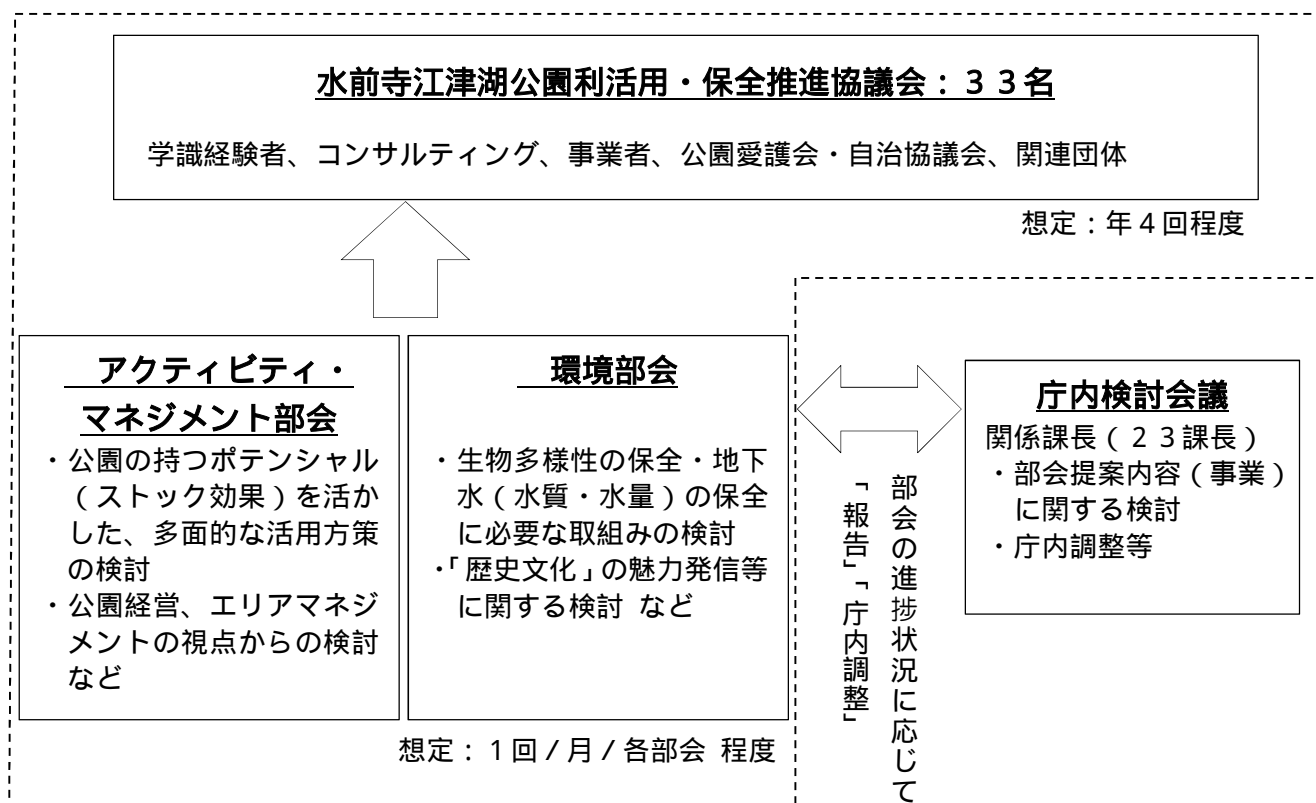 水前寺江津湖公園利活用・保全推進協議会：３３名
学識経験者、コンサルティング、事業者、公園愛護会・自治協議会、関連団体
想定：年４回程度
アクティビティ・
マネジメント部会
・公園の持つポテンシャル
（ストック効果）を活か
した、多面的な活用方策
の検討
・公園経営、エリアマネジ
メントの視点からの検討
など
環境部会
・生物多様性の保全・地下
水（水質・水量）の保全
に必要な取組みの検討
・「歴史文化」の魅力発信等
に関する検討 など
想定：１回／月／各部会 程度
部会の進捗状況に応じて
「報告」「庁内調整」
庁内検討会議
関係課長（２３課長）
・部会提案内容（事業）
に関する検討
・庁内調整等